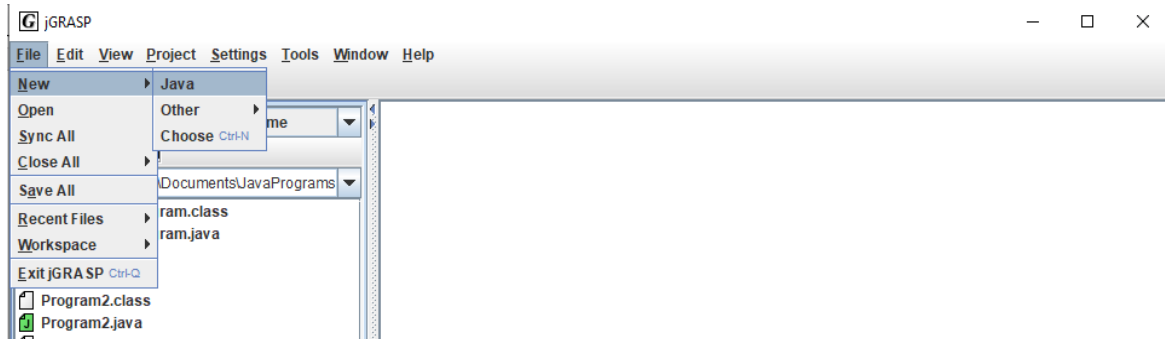 G jGRASP
File Edit View Project Settings Tools Window Help
New Java
Open Other
me
Sync All Choose Ctrl-N
Close All
Save All \Documents\JavaPrograms
Recent Files ram.class
Workspace ram.java
Exit jGRASP Ctrl-Q
Program2.class
J Program2.java